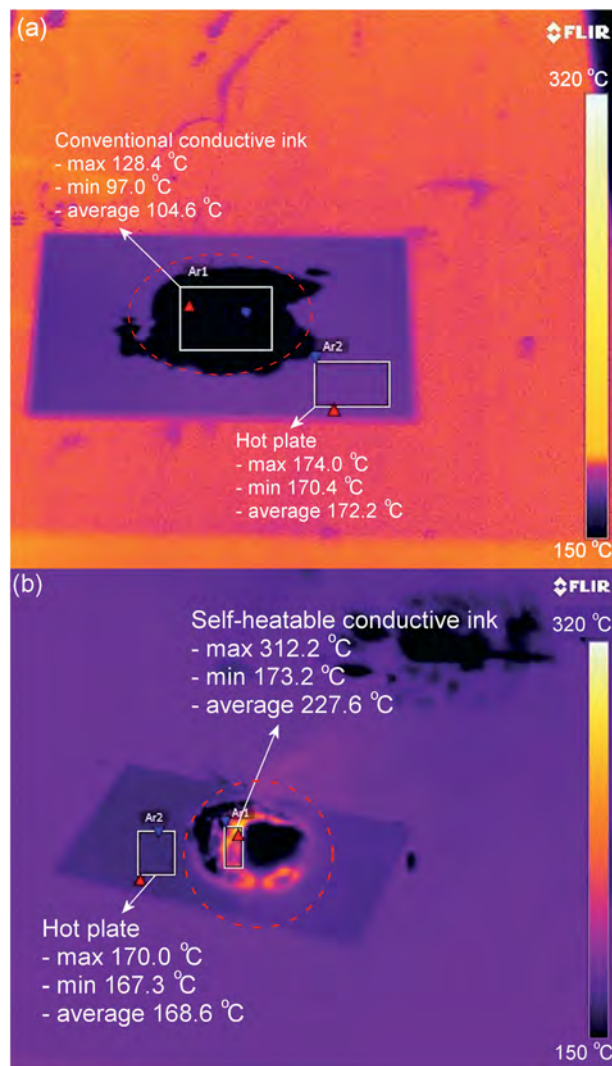 (a)
FLIR
320 °C
Conventional conductive ink
- max 128.4 °C
- min 97.0 °C
- average 104.6 °C
Ar1
Ar2
Hot plate
- max 174.0 °C
- min 170.4 °C
- average 172.2 °C
150 °C
(b)
FLIR
320 °C
Self-heatable conductive ink
- max 312.2 °C
- min 173.2 °C
- average 227.6 °C
Ar2
Ar1
Hot plate
- max 170.0 °C
- min 167.3 °C
- average 168.6 °C
150 °C